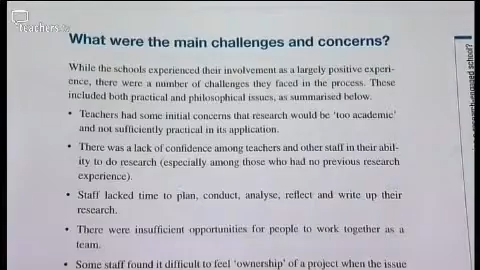 teachers.tv
What were the main challenges and concerns?
While the schools experienced their involvement as a largely positive experi-
ence, there were a number of challenges they faced in the process. These
included both practical and philosophical issues, as summarised below.
• Teachers had some initial concerns that research would be 'too academic'
and not sufficiently practical in its application.
• There was a lack of confidence among teachers and other staff in their abil-
ity to do research (especially among those who had no previous research
experience).
• Staff lacked time to plan, conduct, analyse, reflect and write up their
research.
• There were insufficient opportunities for people to work together as a
team.
• Some staff found it difficult to feel 'ownership' of a project when the issue
research-engaged school?